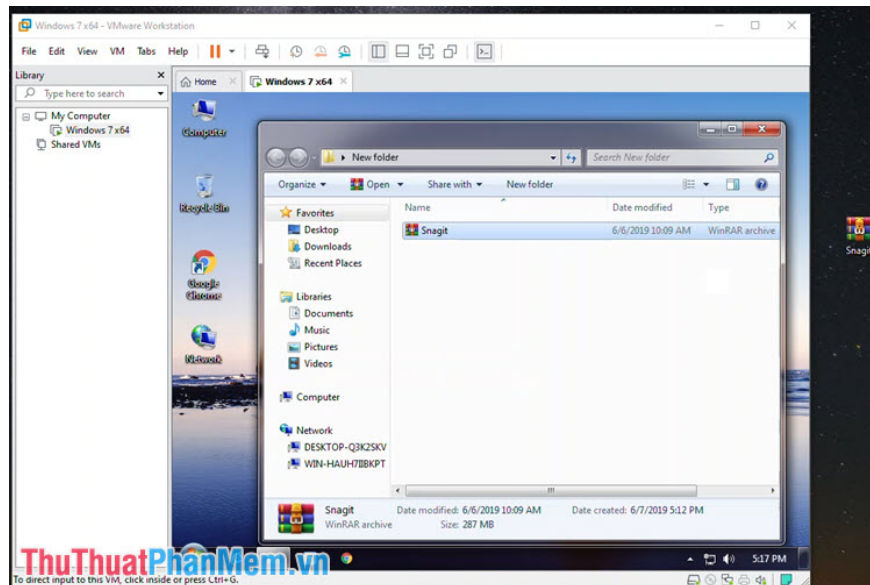 Windows 7 x64 - VMware Workstation
File Edit View VM Tabs Help
Library
Type here to search
My Computer
Windows 7 x64
Shared VMs
Home
Windows 7 x64
Computer
Recycle Bin
Google Chrome
Network
New folder
Search New folder
Organize Open Share with New folder
Favorites
Desktop
Downloads
Recent Places
Libraries
Documents
Music
Pictures
Videos
Computer
Network
DESKTOP-Q3K2SKV
WIN-HAUH7IIBKPT
Name Date modified Type
Snagit 6/6/2019 10:09 AM WinRAR archive
Snagit Date modified: 6/6/2019 10:09 AM Date created: 6/7/2019 5:12 PM
WinRAR archive Size: 287 MB
Snagit
5:17 PM
ThuThuatPhanMem.vn
To direct input to this VM, click inside or press Ctrl+G.